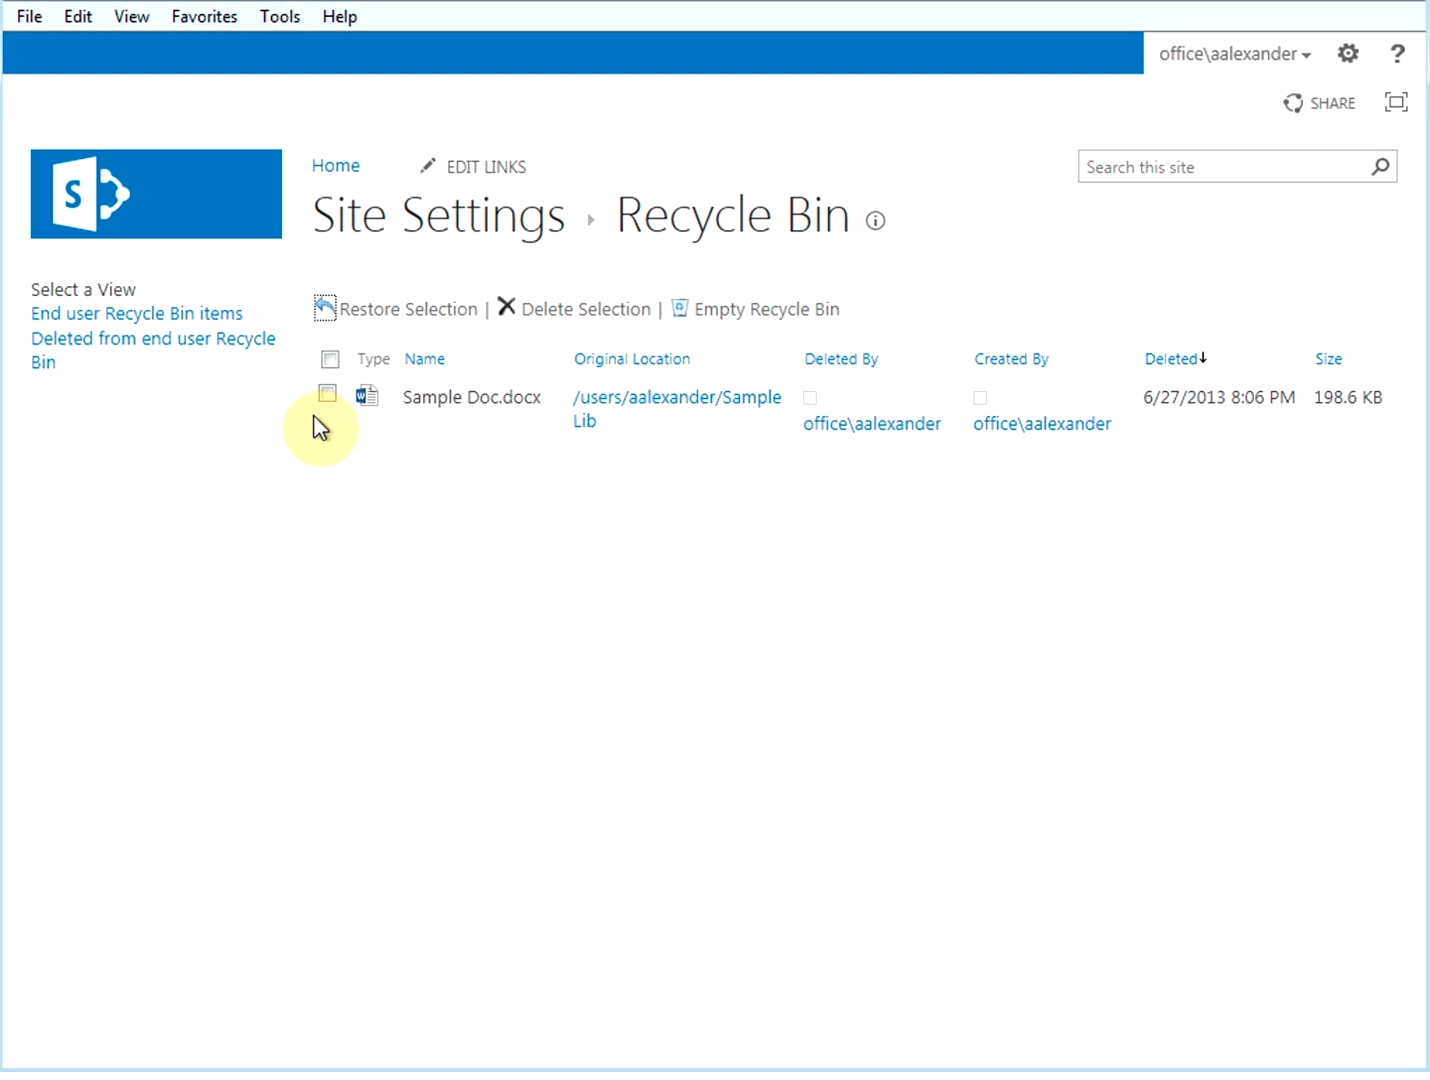 File Edit View Favorites Tools Help
office\aalexander
?
SHARE
S
Home EDIT LINKS
Search this site
Site Settings Recycle Bin
Select a View
End user Recycle Bin items
Deleted from end user Recycle
Bin
Restore Selection | Delete Selection | Empty Recycle Bin
Type Name Original Location Deleted By Created By Deleted Size
Sample Doc.docx /users/aalexander/Sample 6/27/2013 8:06 PM 198.6 KB
Lib office\aalexander office\aalexander